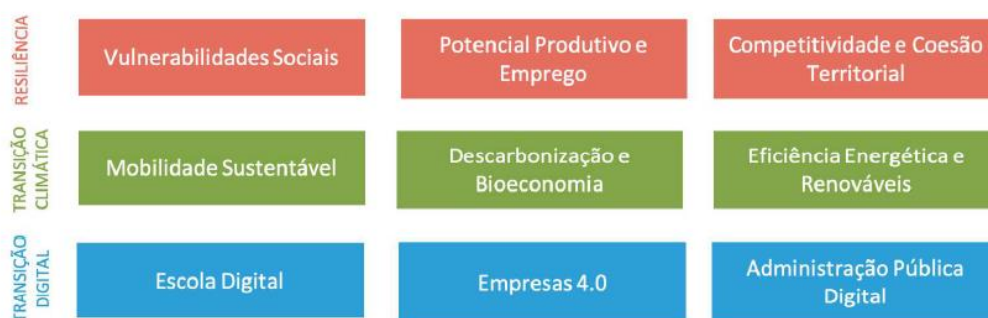 RESILIÊNCIA
Vulnerabilidades Sociais
Potencial Produtivo e
Emprego
Competitividade e Coesão
Territorial
TRANSIÇÃO
CLIMÁTICA
Mobilidade Sustentável
Descarbonização e
Bioeconomia
Eficiência Energética e
Renováveis
TRANSIÇÃO
DIGITAL
Escola Digital
Empresas 4.0
Administração Pública
Digital